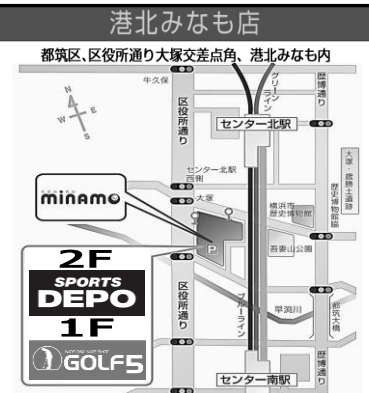 港北みなも店
都筑区、区役所通り大塚交差点角、港北みなも内
牛久保
グリーンライン
歴博通り
N
W
E
S
区役所通り
センター北駅
センター北駅
西側
大塚・歳勝土遺跡
KOHOKU
minamo
大塚
横浜市
歴史博物館
歴史博物館脇
P
吾妻山公園
2F
SPORTS
DEPO
1F
GOLF5
区役所通り
ブルーライン
早渕川
都筑大橋
歴博通り
センター南駅